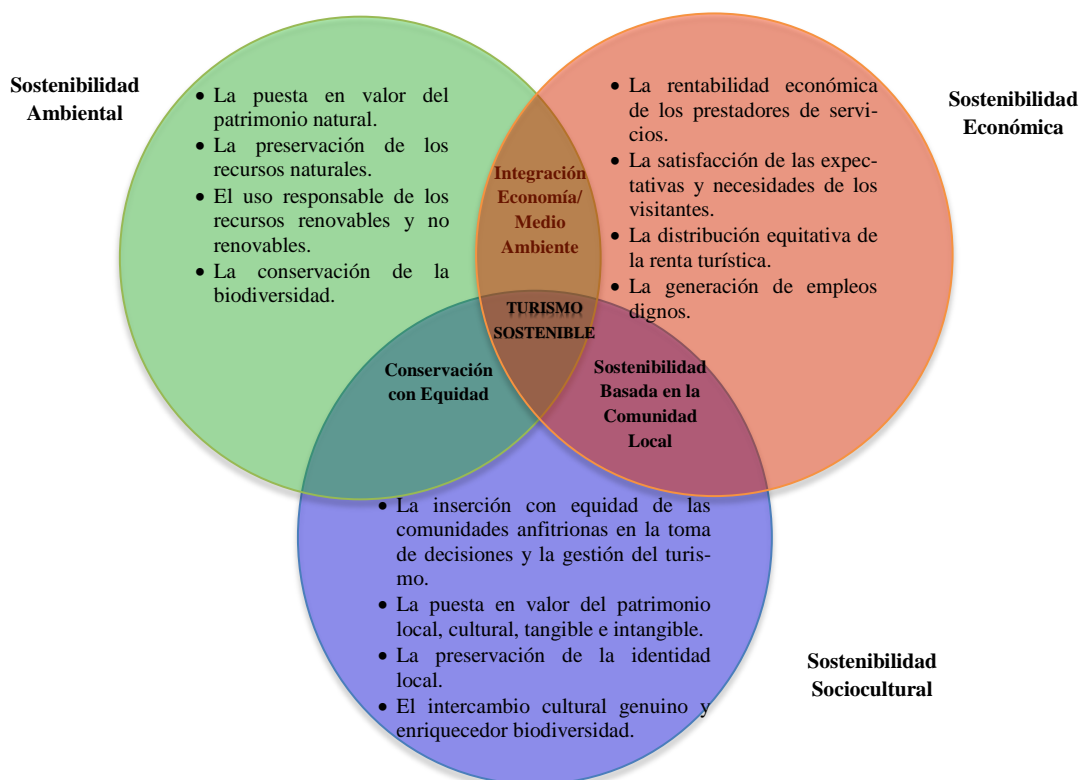 Sostenibilidad
Ambiental
• La puesta en valor del
patrimonio natural.
• La preservación de los
recursos naturales.
• El uso responsable de los
recursos renovables y no
renovables.
• La conservación de la
biodiversidad.
Integración
Economía/
Medio
Ambiente
• La rentabilidad económica
de los prestadores de servi-
cios.
• La satisfacción de las expec-
tativas y necesidades de los
visitantes.
• La distribución equitativa de
la renta turística.
• La generación de empleos
dignos.
Sostenibilidad
Económica
TURISMO
SOSTENIBLE
Conservación
con Equidad
Sostenibilidad
Basada en la
Comunidad
Local
• La inserción con equidad de las
comunidades anfitrionas en la toma
de decisiones y la gestión del turis-
mo.
• La puesta en valor del patrimonio
local, cultural, tangible e intangible.
• La preservación de la identidad
local.
• El intercambio cultural genuino y
enriquecedor biodiversidad.
Sostenibilidad
Sociocultural